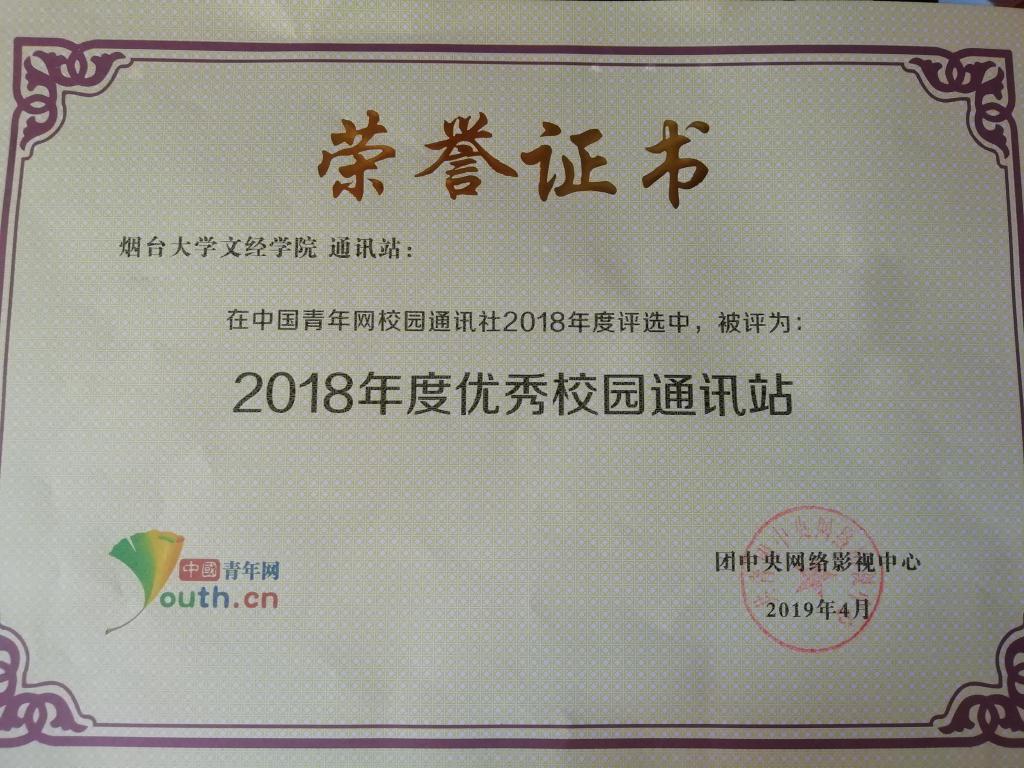 荣誉证书
烟台大学文经学院 通讯站：
在中国青年网校园通讯社2018年度评选中，被评为：
2018年度优秀校园通讯站
中國青年网
Youth.cn
团中央网络影视中心
2019年4月